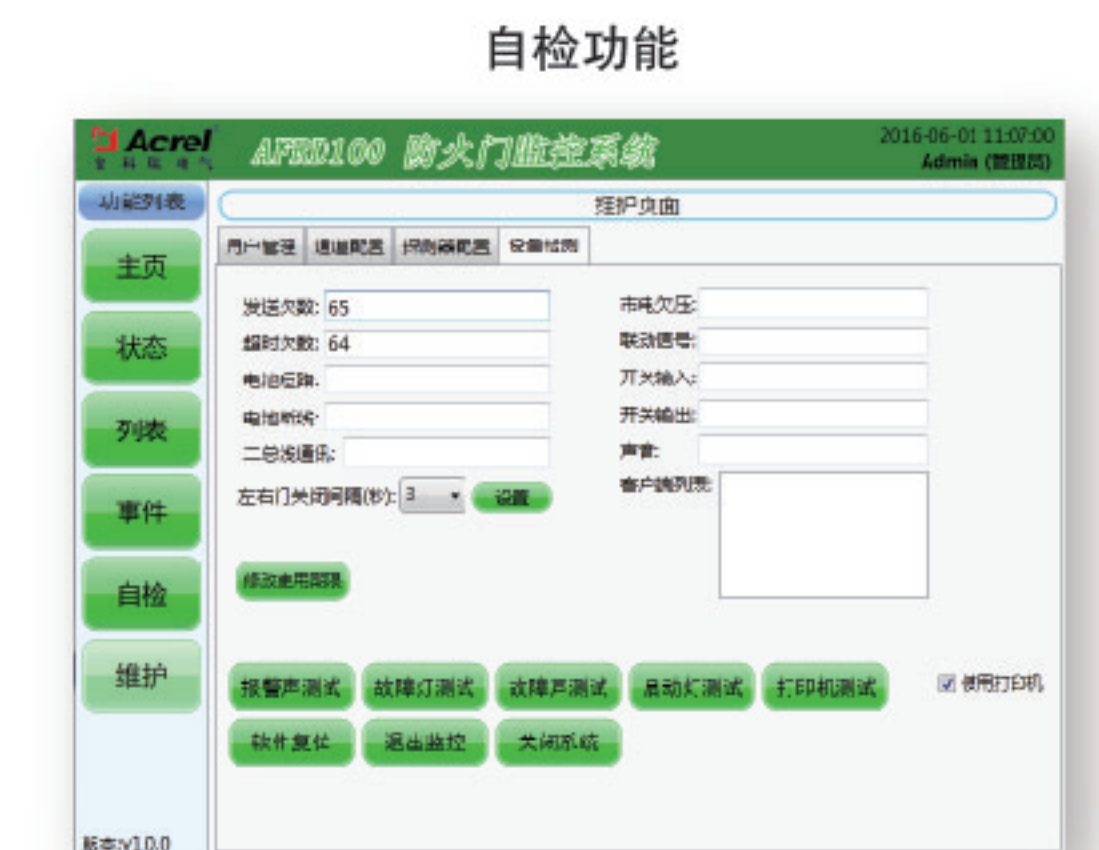 自检功能
Acrel
安科瑞电气
AFRD100 防火门监控系统
2016-06-01 11:07:00
Admin (管理员)
功能列表
维护页面
主页
状态
列表
事件
自检
维护
版本:v1.0.0
用户管理
通道配置
探测器配置
设备检测
发送次数: 65
超时次数: 64
电池短路:
电池断线:
二总线通讯:
左右门关闭间隔(秒): 3
设置
修改使用期限
市电欠压:
联动信号:
开关输入:
开关输出:
声音:
客户端列表:
报警声测试
故障灯测试
故障声测试
启动灯测试
打印机测试
使用打印机
软件复位
退出监控
关闭系统